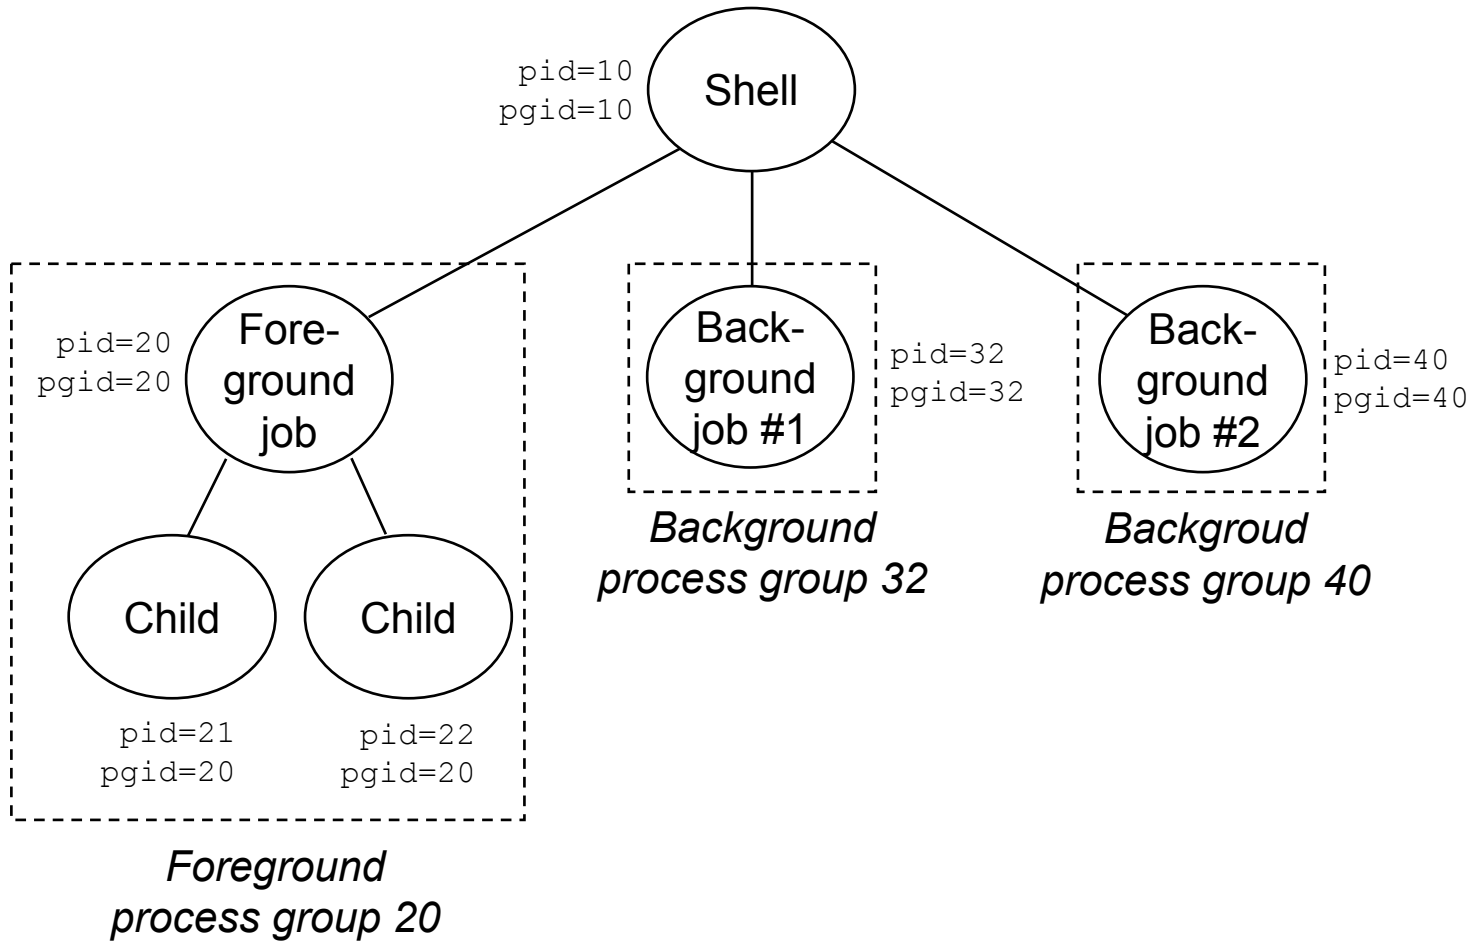 pid=10
pgid=10
Shell
pid=20
pgid=20
Fore-
ground
job
Back-
ground
job #1
pid=32
pgid=32
Back-
ground
job #2
pid=40
pgid=40
Background
process group 32
Backgroud
process group 40
Child
Child
pid=21
pgid=20
pid=22
pgid=20
Foreground
process group 20